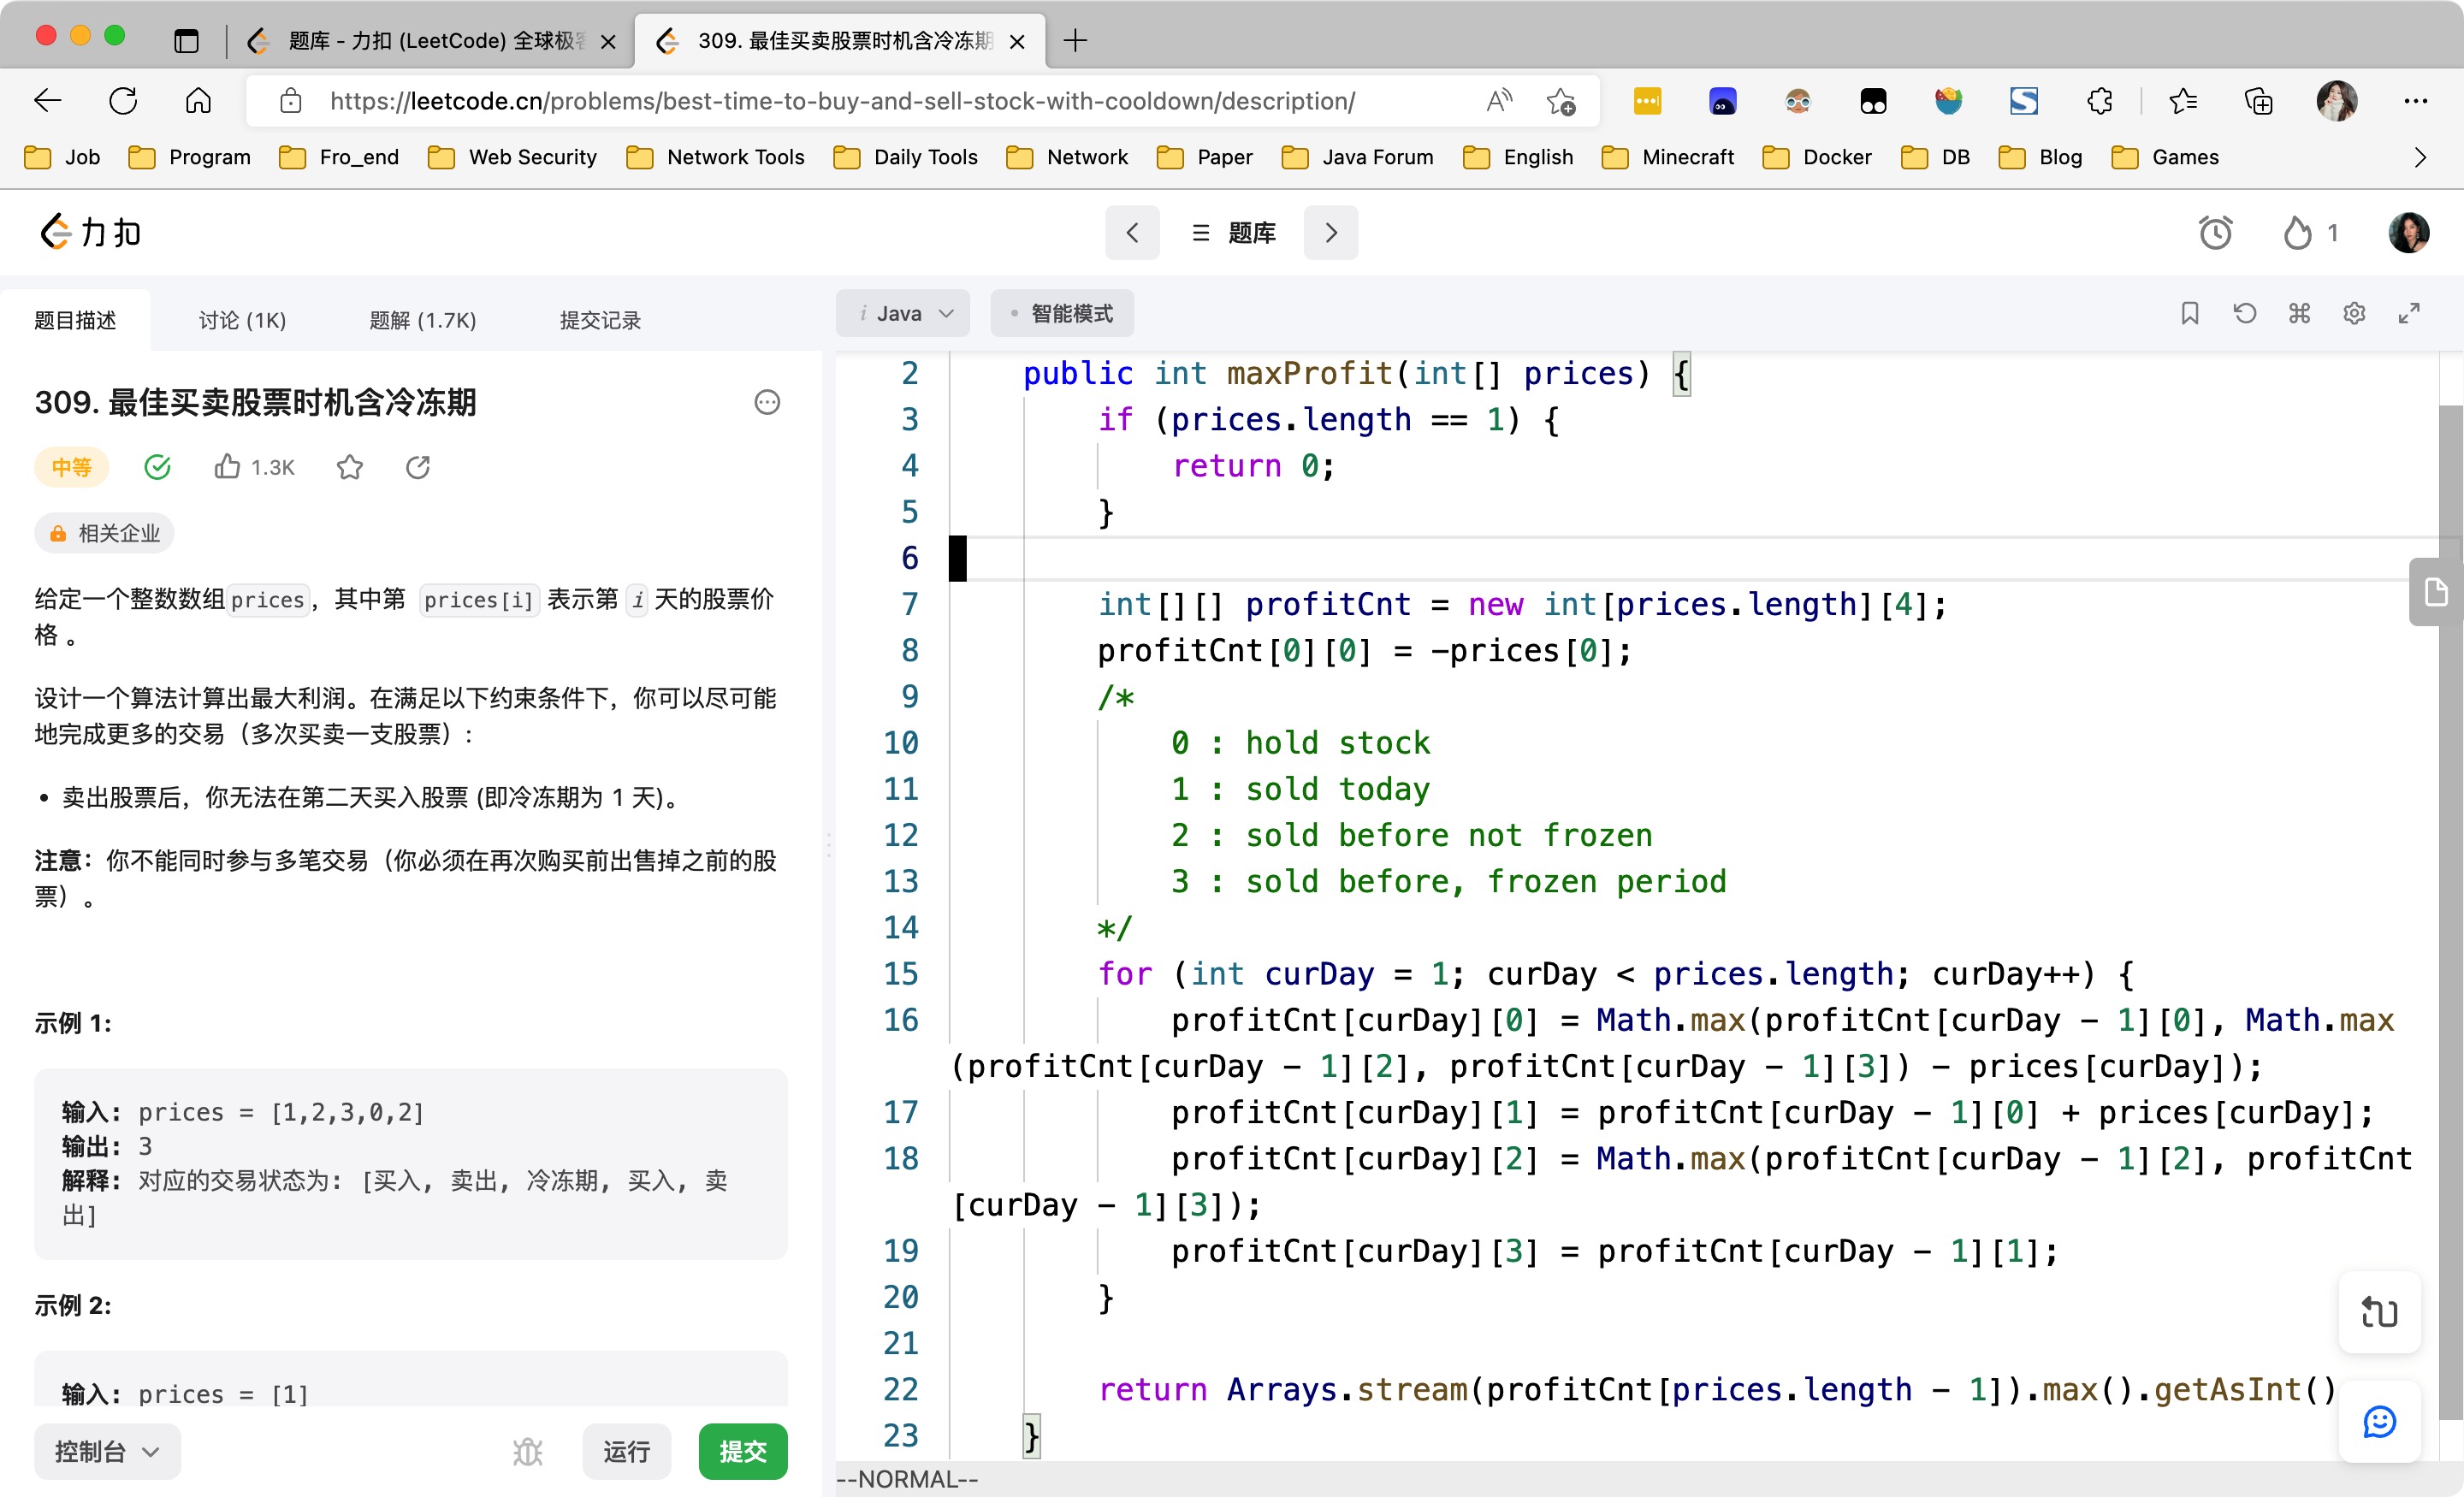 题库 - 力扣 (LeetCode) 全球极
309. 最佳买卖股票时机含冷冻期
https://leetcode.cn/problems/best-time-to-buy-and-sell-stock-with-cooldown/description/
Job Program Fro_end Web Security Network Tools Daily Tools Network Paper Java Forum English Minecraft Docker DB Blog Games
力扣
题库
1
题目描述 讨论 (1K) 题解 (1.7K) 提交记录
309. 最佳买卖股票时机含冷冻期
中等 1.3K
相关企业
给定一个整数数组prices，其中第 prices[i] 表示第 i 天的股票价
格 。
设计一个算法计算出最大利润。在满足以下约束条件下，你可以尽可能
地完成更多的交易（多次买卖一支股票）:
• 卖出股票后，你无法在第二天买入股票 (即冷冻期为 1 天)。
注意：你不能同时参与多笔交易（你必须在再次购买前出售掉之前的股
票）。
示例 1:
输入: prices = [1,2,3,0,2]
输出: 3
解释: 对应的交易状态为: [买入, 卖出, 冷冻期, 买入, 卖
出]
示例 2:
输入: prices = [1]
控制台 运行 提交
i Java 智能模式
2 public int maxProfit(int[] prices) {
3 if (prices.length == 1) {
4 return 0;
5 }
6
7 int[][] profitCnt = new int[prices.length][4];
8 profitCnt[0][0] = -prices[0];
9 /*
10 0 : hold stock
11 1 : sold today
12 2 : sold before not frozen
13 3 : sold before, frozen period
14 */
15 for (int curDay = 1; curDay < prices.length; curDay++) {
16 profitCnt[curDay][0] = Math.max(profitCnt[curDay - 1][0], Math.max
(profitCnt[curDay - 1][2], profitCnt[curDay - 1][3]) - prices[curDay]);
17 profitCnt[curDay][1] = profitCnt[curDay - 1][0] + prices[curDay];
18 profitCnt[curDay][2] = Math.max(profitCnt[curDay - 1][2], profitCnt
[curDay - 1][3]);
19 profitCnt[curDay][3] = profitCnt[curDay - 1][1];
20 }
21
22 return Arrays.stream(profitCnt[prices.length - 1]).max().getAsInt()
23 }
--NORMAL--